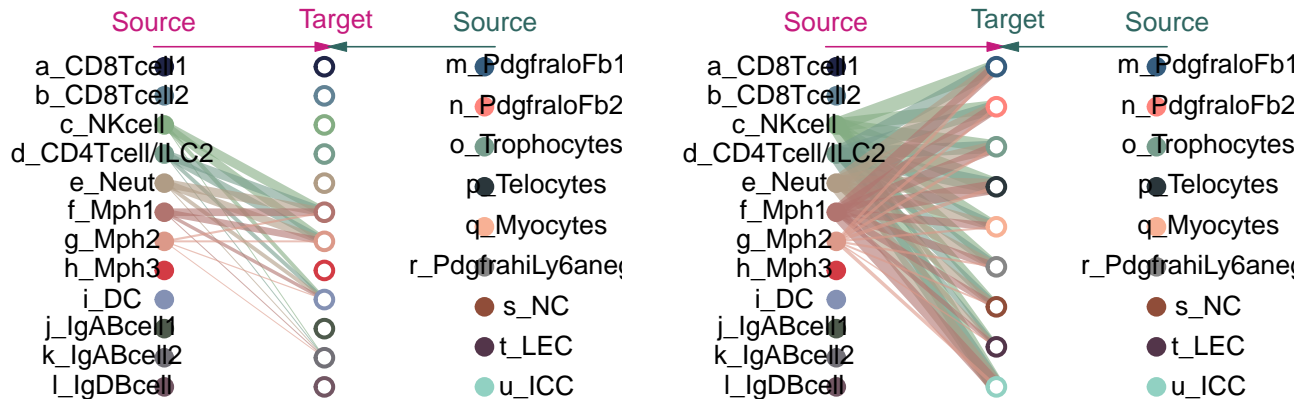 Source Target Source
a_CD8Tcell1
b_CD8Tcell2
c_NKcell
d_CD4Tcell/ILC2
e_Neut
f_Mph1
g_Mph2
h_Mph3
i_DC
j_IgABcell1
k_IgABcell2
l_IgDBcell
m_PdgfraloFb1
n_PdgfraloFb2
o_Trophocytes
p_Telocytes
q_Myocytes
r_PdgfrahiLy6aneg
s_NC
t_LEC
u_ICC
Source Target Source
a_CD8Tcell1
b_CD8Tcell2
c_NKcell
d_CD4Tcell/ILC2
e_Neut
f_Mph1
g_Mph2
h_Mph3
i_DC
j_IgABcell1
k_IgABcell2
l_IgDBcell
m_PdgfraloFb1
n_PdgfraloFb2
o_Trophocytes
p_Telocytes
q_Myocytes
r_PdgfrahiLy6aneg
s_NC
t_LEC
u_ICC